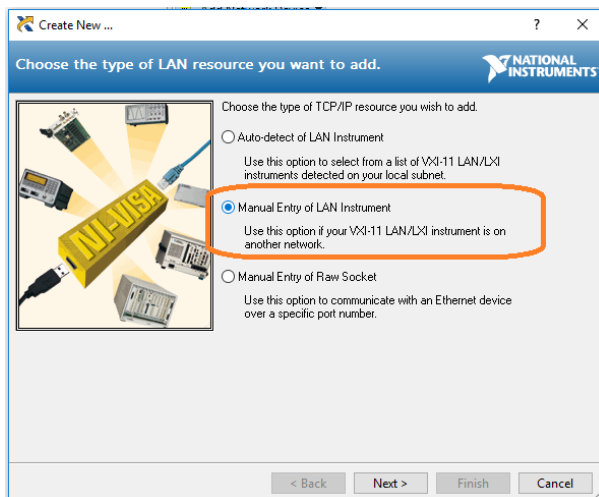 Create New ...
?
Choose the type of LAN resource you want to add.
NATIONAL
INSTRUMENTS
Choose the type of TCP/IP resource you wish to add.
Auto-detect of LAN Instrument
Use this option to select from a list of VXI-11 LAN/LXI
instruments detected on your local subnet.
Manual Entry of LAN Instrument
Use this option if your VXI-11 LAN/LXI instrument is on
another network.
Manual Entry of Raw Socket
Use this option to communicate with an Ethernet device
over a specific port number.
NI-VISA
< Back Next > Finish Cancel